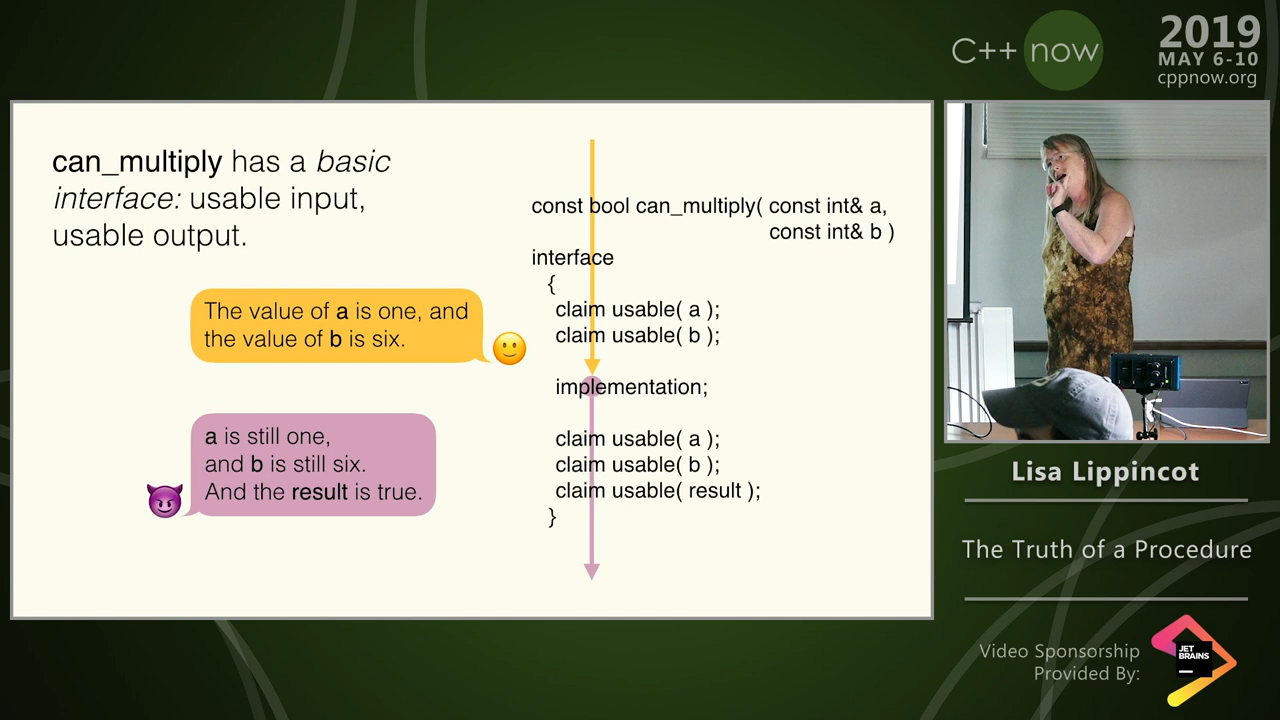 C++ now
2019
MAY 6-10
cppnow.org
can_multiply has a basic
interface: usable input,
usable output.
The value of a is one, and
the value of b is six.
a is still one,
and b is still six.
And the result is true.
const bool can_multiply( const int& a,
const int& b )
interface
{
claim usable( a );
claim usable( b );
implementation;
claim usable( a );
claim usable( b );
claim usable( result );
}
Lisa Lippincot
The Truth of a Procedure
Video Sponsorship
Provided By:
JET
BRAINS